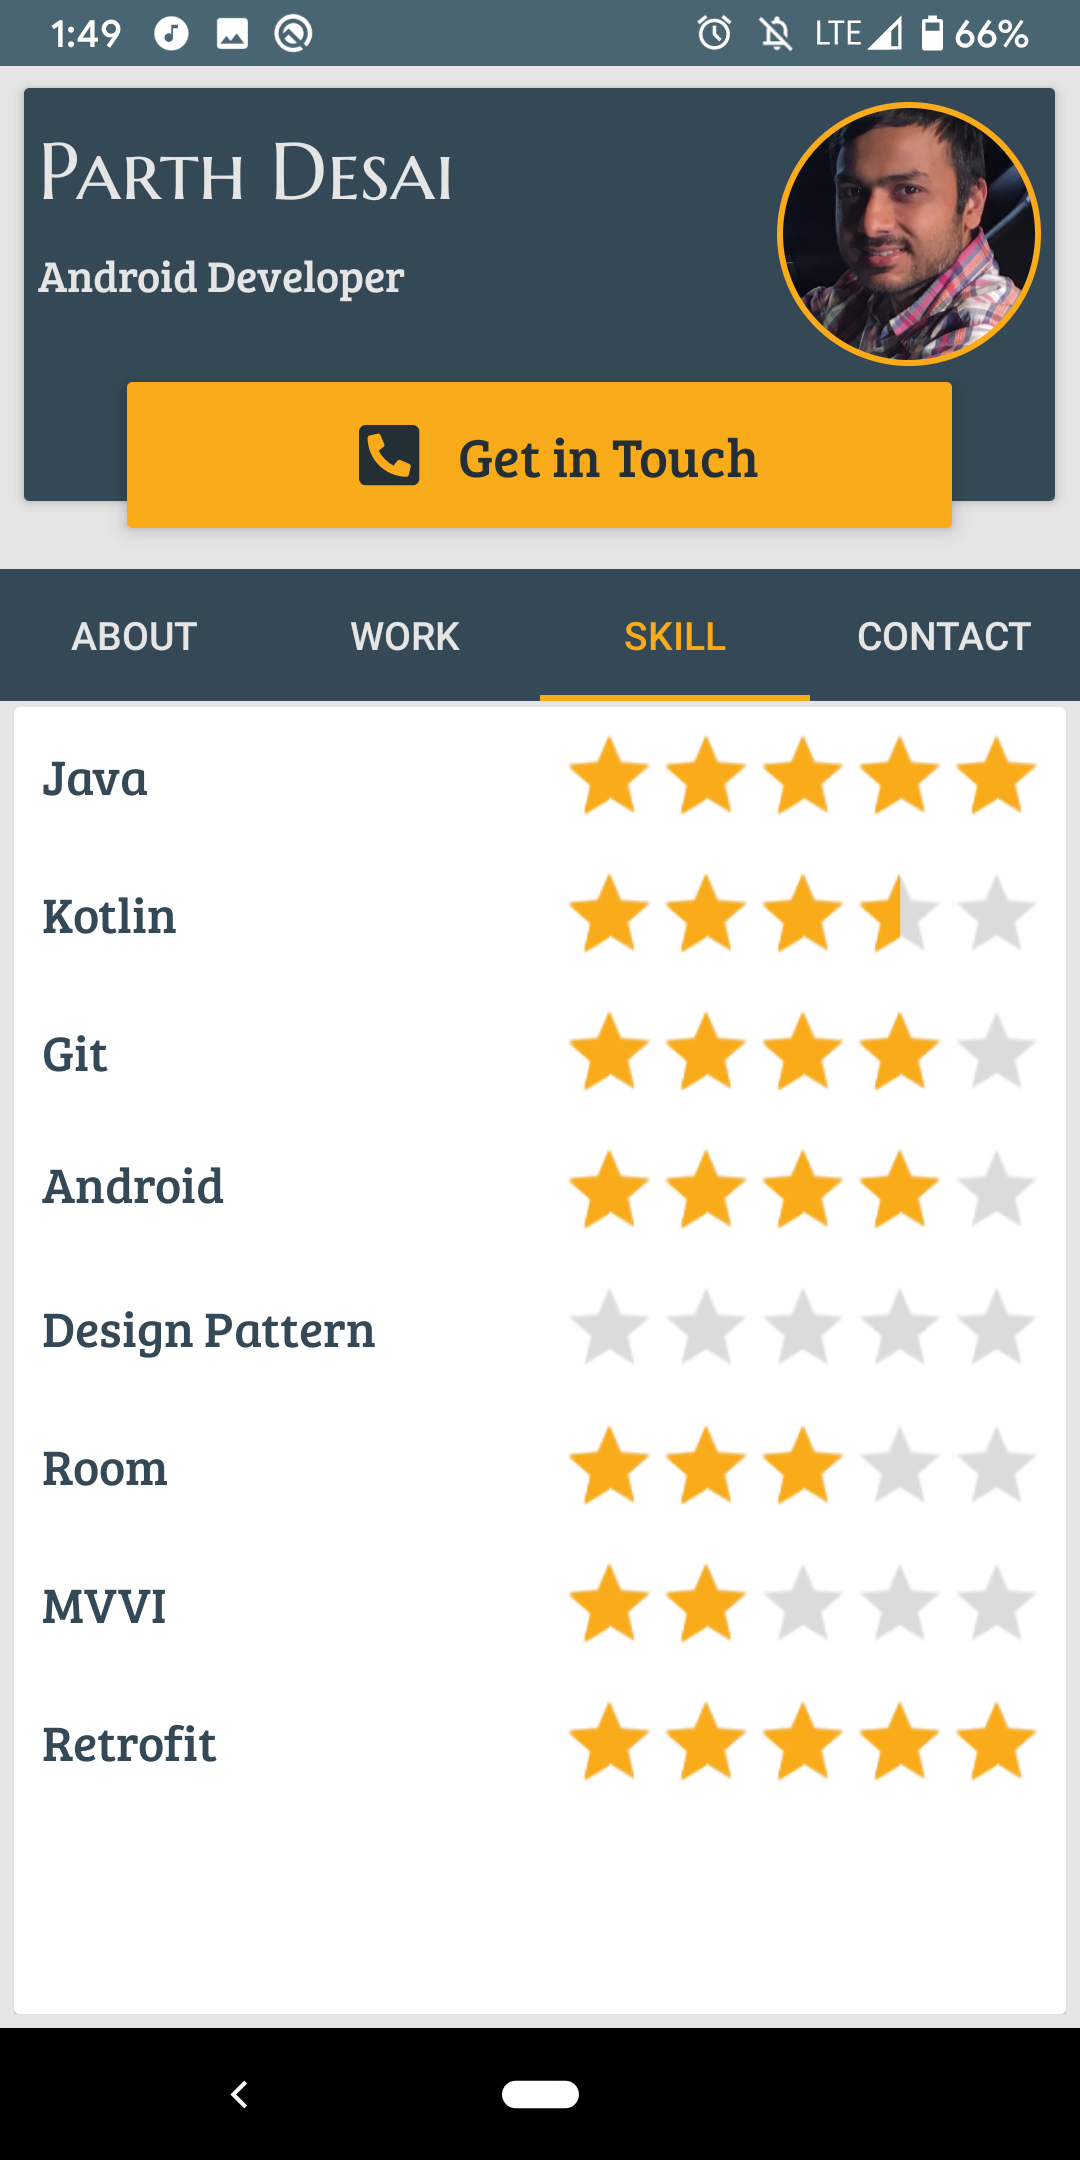 1:49 LTE 66%
Parth Desai
Android Developer
Get in Touch
ABOUT WORK SKILL CONTACT
Java
Kotlin
Git
Android
Design Pattern
Room
MVVI
Retrofit